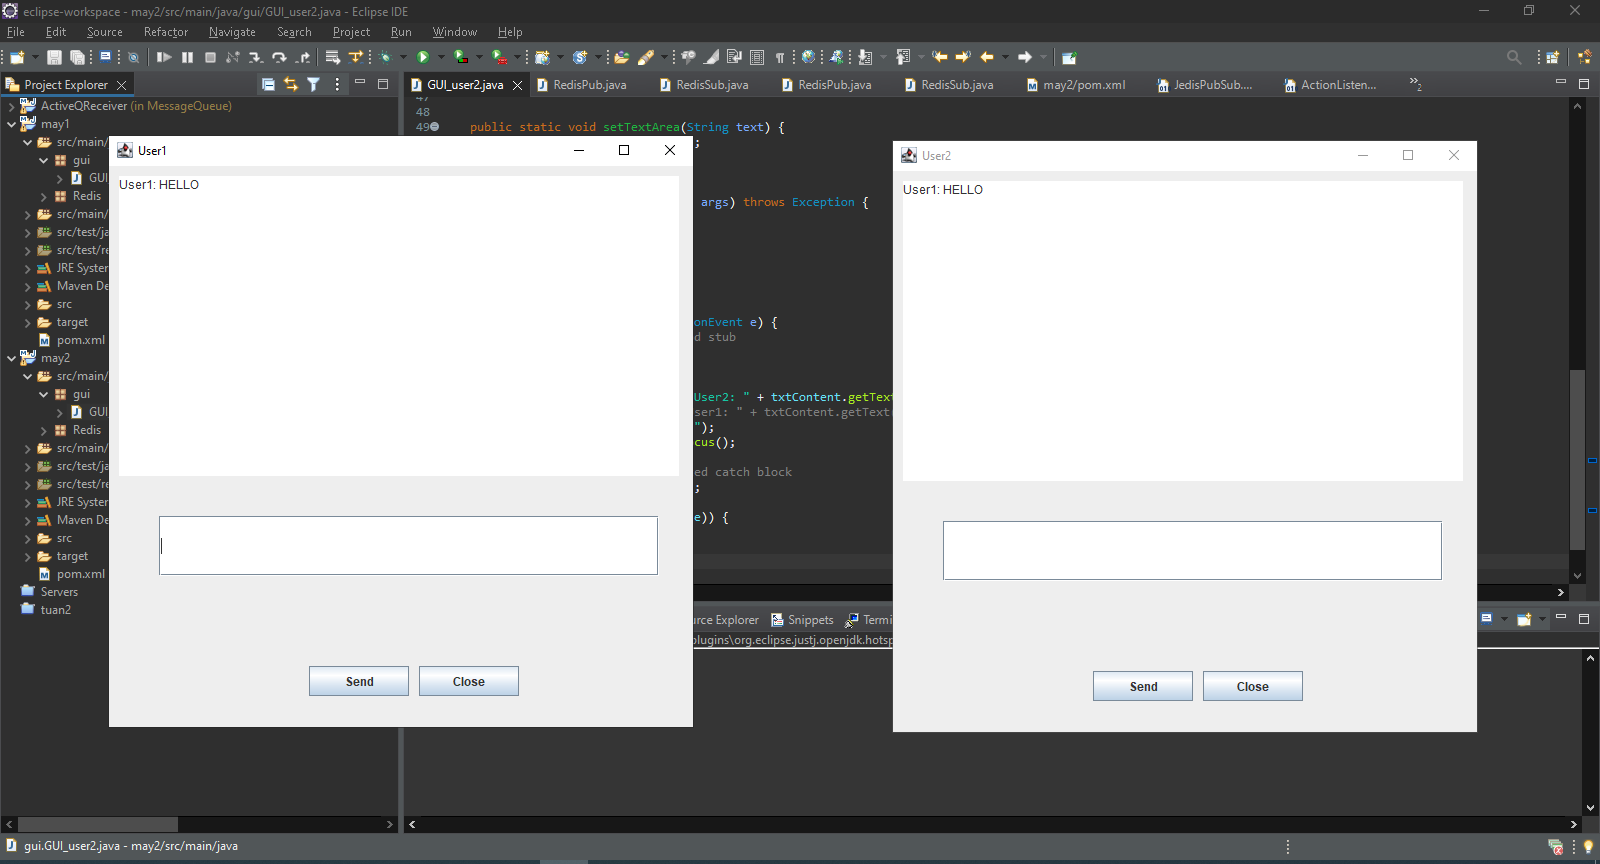 eclipse-workspace - may2/src/main/java/gui/GUI_user2.java - Eclipse IDE
File Edit Source Refactor Navigate Search Project Run Window Help
Project Explorer
GUI_user2.java RedisPub.java RedisSub.java RedisPub.java RedisSub.java may2/pom.xml JedisPubSub.... ActionListen... »2
ActiveQReceiver (in MessageQueue)
may1
src/main/
gui
GUI
Redis
src/main/
src/test/ja
src/test/re
JRE System
Maven De
src
target
pom.xml
may2
src/main/
gui
GUI
Redis
src/main/
src/test/ja
src/test/re
JRE System
Maven De
src
target
pom.xml
Servers
tuan2
47
48
49 public static void setTextArea(String text) {
;
args) throws Exception {
onEvent e) {
d stub
User2: " + txtContent.getText
ser1: " + txtContent.getText
");
cus();
ed catch block
;
e)) {
User1
User1: HELLO
Send Close
User2
User1: HELLO
Send Close
urce Explorer Snippets Termi
plugins\org.eclipse.justj.openjdk.hotsp
gui.GUI_user2.java - may2/src/main/java